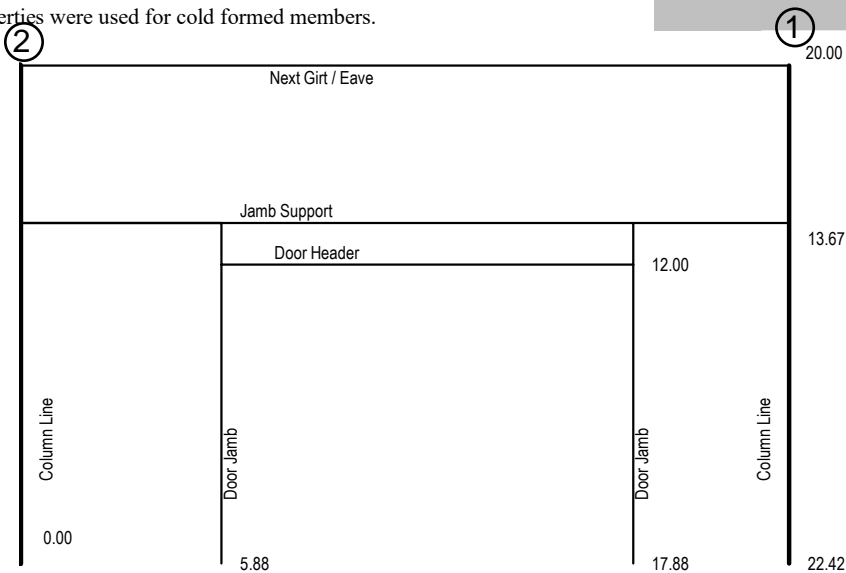 erties were used for cold formed members.
2
1
20.00
Next Girt / Eave
Jamb Support
13.67
Door Header
12.00
Column Line
Door Jamb
Door Jamb
Column Line
0.00
5.88
17.88
22.42